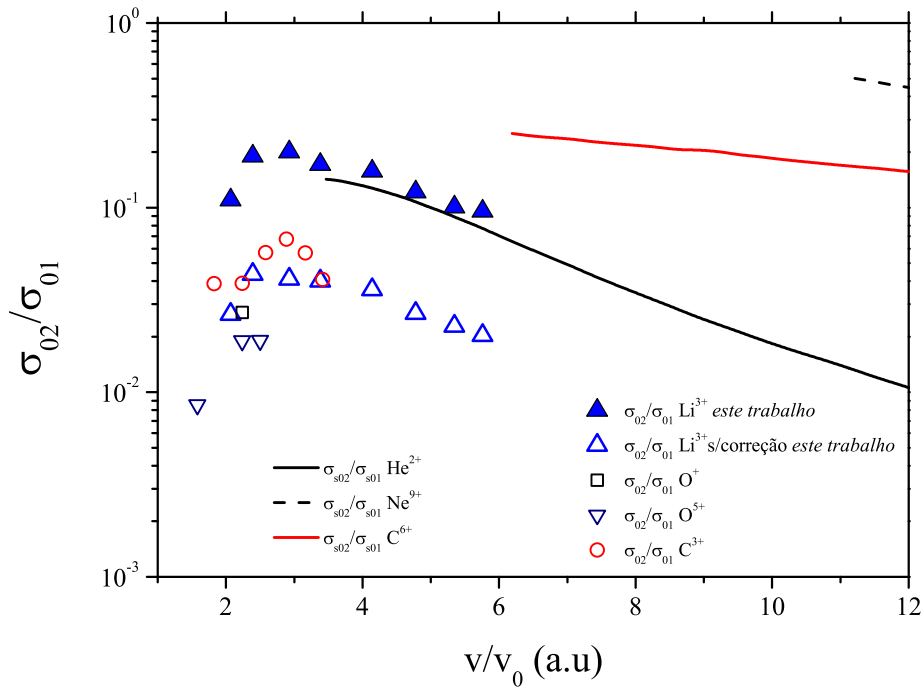 10⁰
10⁻¹
10⁻²
10⁻³
σ₀₂/σ₀₁
2 4 6 8 10 12
v/v₀ (a.u)
σₛ₀₂/σₛ₀₁ He²⁺
σₛ₀₂/σₛ₀₁ Ne⁹⁺
σₛ₀₂/σₛ₀₁ C⁶⁺
σ₀₂/σ₀₁ Li³⁺ este trabalho
σ₀₂/σ₀₁ Li³⁺s/correção este trabalho
σ₀₂/σ₀₁ O⁺
σ₀₂/σ₀₁ O⁵⁺
σ₀₂/σ₀₁ C³⁺